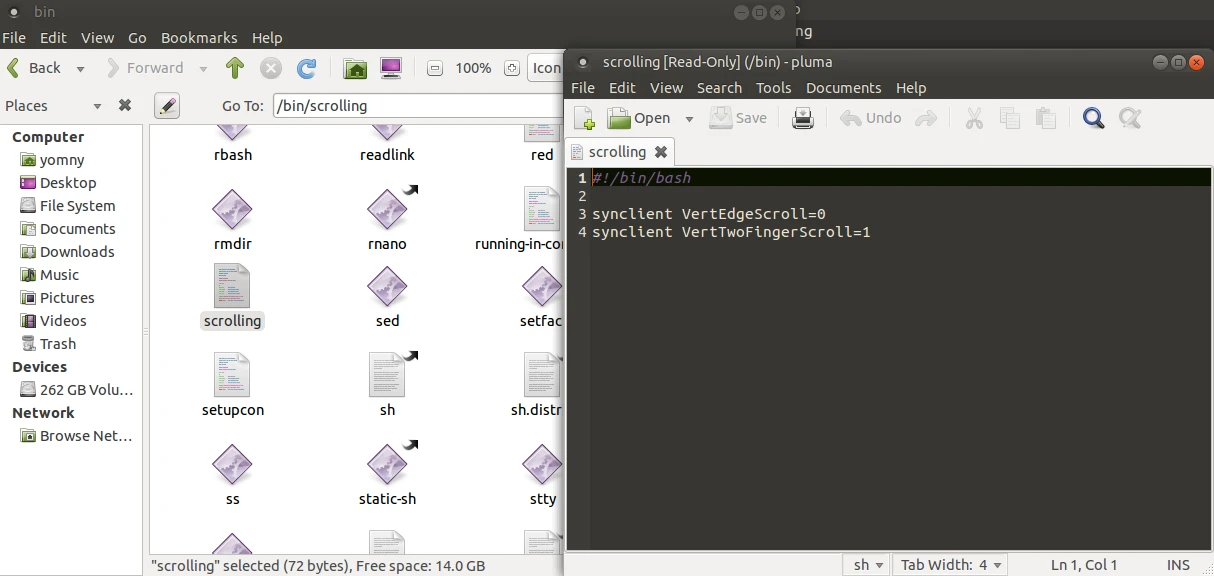 bin
File Edit View Go Bookmarks Help
Back Forward 100% Icon
Places Go To: /bin/scrolling
Computer
yomny
Desktop
File System
Documents
Downloads
Music
Pictures
Videos
Trash
Devices
262 GB Volu...
Network
Browse Net...
rbash readlink red
rmdir rnano running-in-con
scrolling sed setfac
setupcon sh sh.distr
ss static-sh stty
"scrolling" selected (72 bytes), Free space: 14.0 GB
ng
scrolling [Read-Only] (/bin) - pluma
File Edit View Search Tools Documents Help
Open Save Undo
scrolling
1 #!/bin/bash
2
3 synclient VertEdgeScroll=0
4 synclient VertTwoFingerScroll=1
sh Tab Width: 4 Ln 1, Col 1 INS